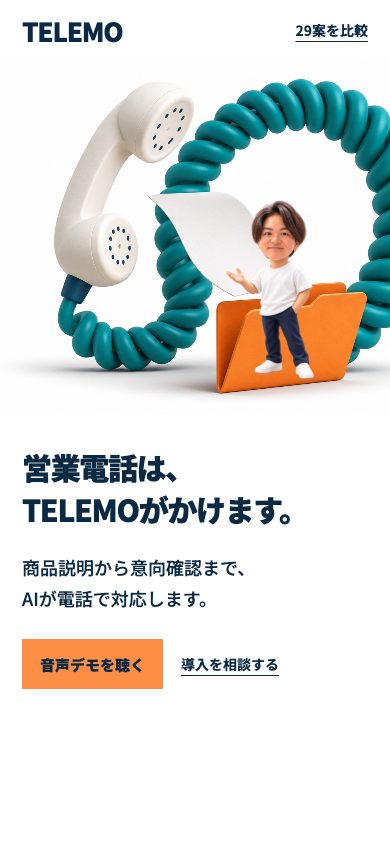 TELEMO
29案を比較
営業電話は、
TELEMOがかけます。
商品説明から意向確認まで、
AIが電話で対応します。
音声デモを聴く
導入を相談する